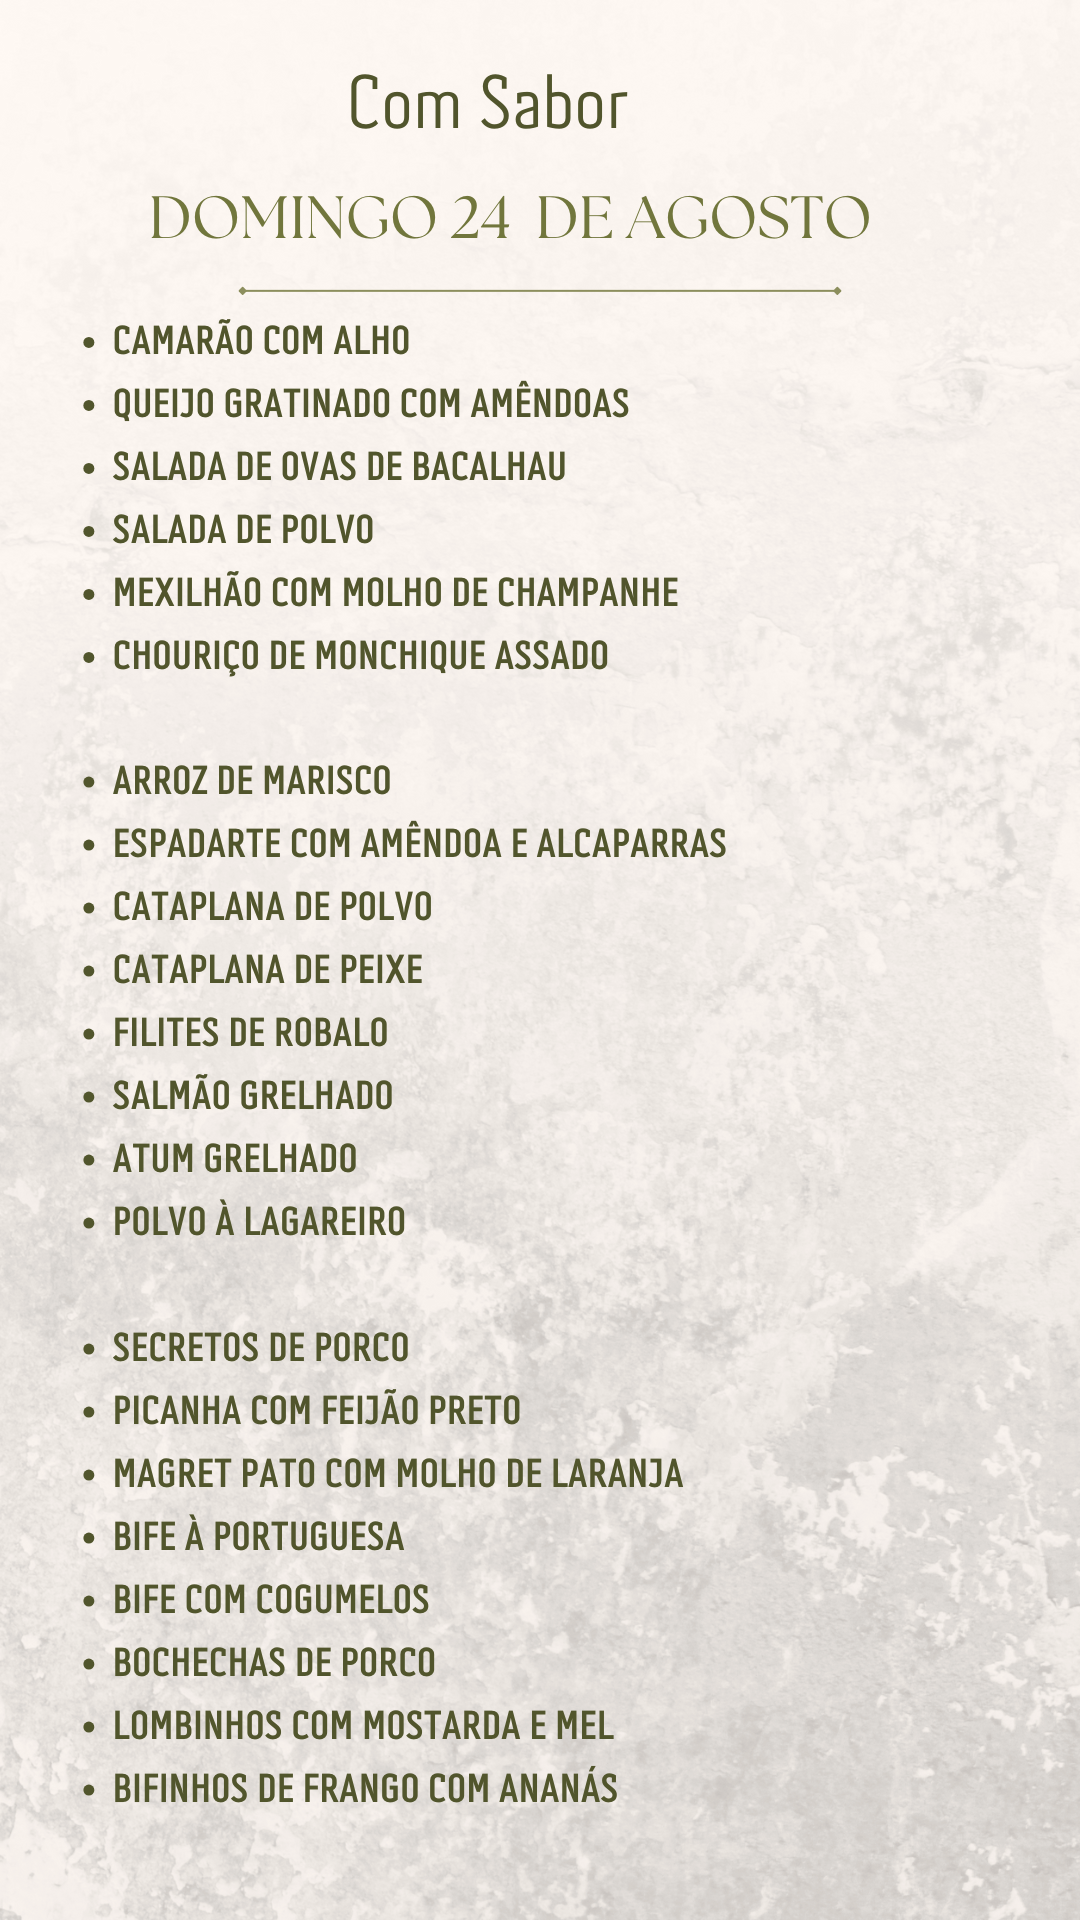 Com Sabor
DOMINGO 24 DE AGOSTO
• CAMARÃO COM ALHO
• QUEIJO GRATINADO COM AMÊNDOAS
• SALADA DE OVAS DE BACALHAU
• SALADA DE POLVO
• MEXILHÃO COM MOLHO DE CHAMPANHE
• CHOURIÇO DE MONCHIQUE ASSADO
• ARROZ DE MARISCO
• ESPADARTE COM AMÊNDOA E ALCAPARRAS
• CATAPLANA DE POLVO
• CATAPLANA DE PEIXE
• FILITES DE ROBALO
• SALMÃO GRELHADO
• ATUM GRELHADO
• POLVO À LAGAREIRO
• SECRETOS DE PORCO
• PICANHA COM FEIJÃO PRETO
• MAGRET PATO COM MOLHO DE LARANJA
• BIFE À PORTUGUESA
• BIFE COM COGUMELOS
• BOCHECHAS DE PORCO
• LOMBINHOS COM MOSTARDA E MEL
• BIFINHOS DE FRANGO COM ANANÁS